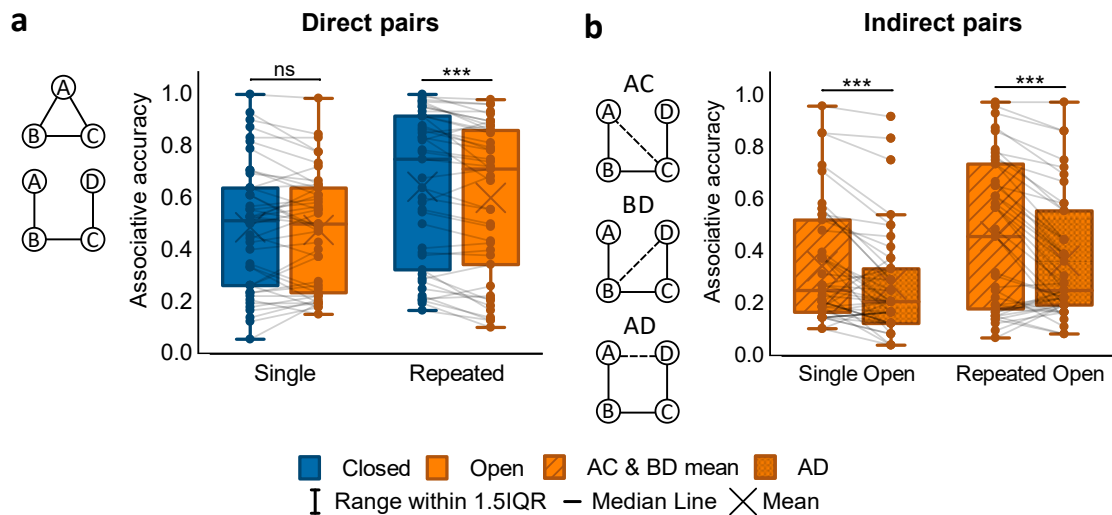 a
Direct pairs
A
B C
A D
B C
Associative accuracy
1.0
0.8
0.6
0.4
0.2
0.0
ns
***
Single Repeated
b
Indirect pairs
AC
A D
B C
BD
A D
B C
AD
A D
B C
Associative accuracy
1.0
0.8
0.6
0.4
0.2
0.0
***
***
Single Open Repeated Open
Closed Open AC & BD mean AD
Range within 1.5IQR Median Line Mean